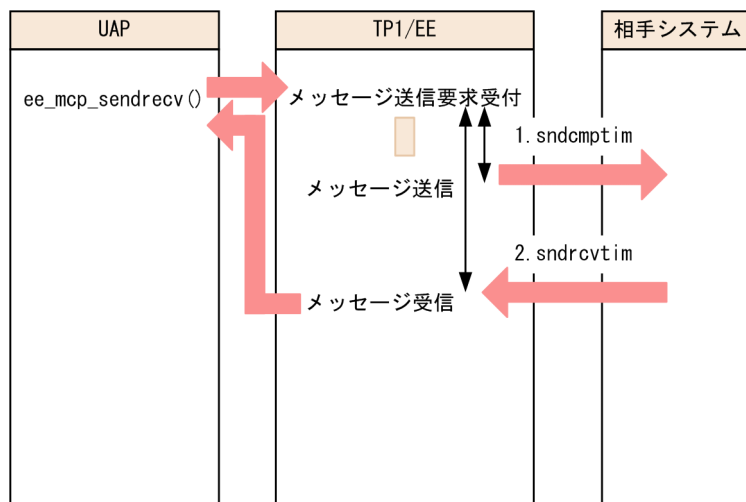 UAP
TP1/EE
相手システム
ee_mcp_sendrecv()
メッセージ送信要求受付
1.sndcmptim
メッセージ送信
2.sndrcvtim
メッセージ受信